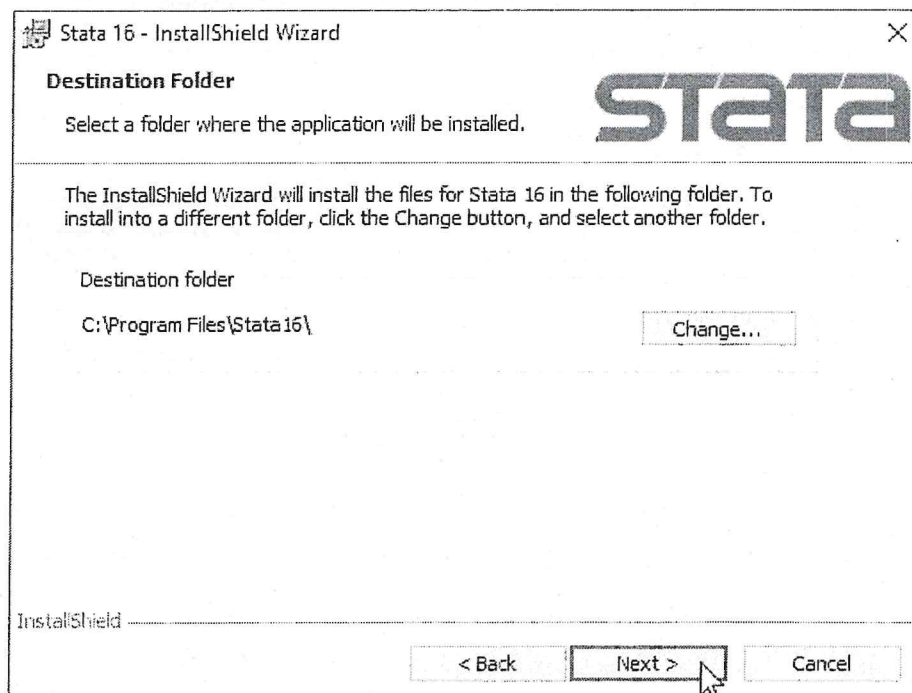 Stata 16 - InstallShield Wizard
Destination Folder
Select a folder where the application will be installed.
STATA
The InstallShield Wizard will install the files for Stata 16 in the following folder. To
install into a different folder, click the Change button, and select another folder.
Destination folder
C:\Program Files\Stata16\
Change...
InstallShield
< Back
Next >
Cancel